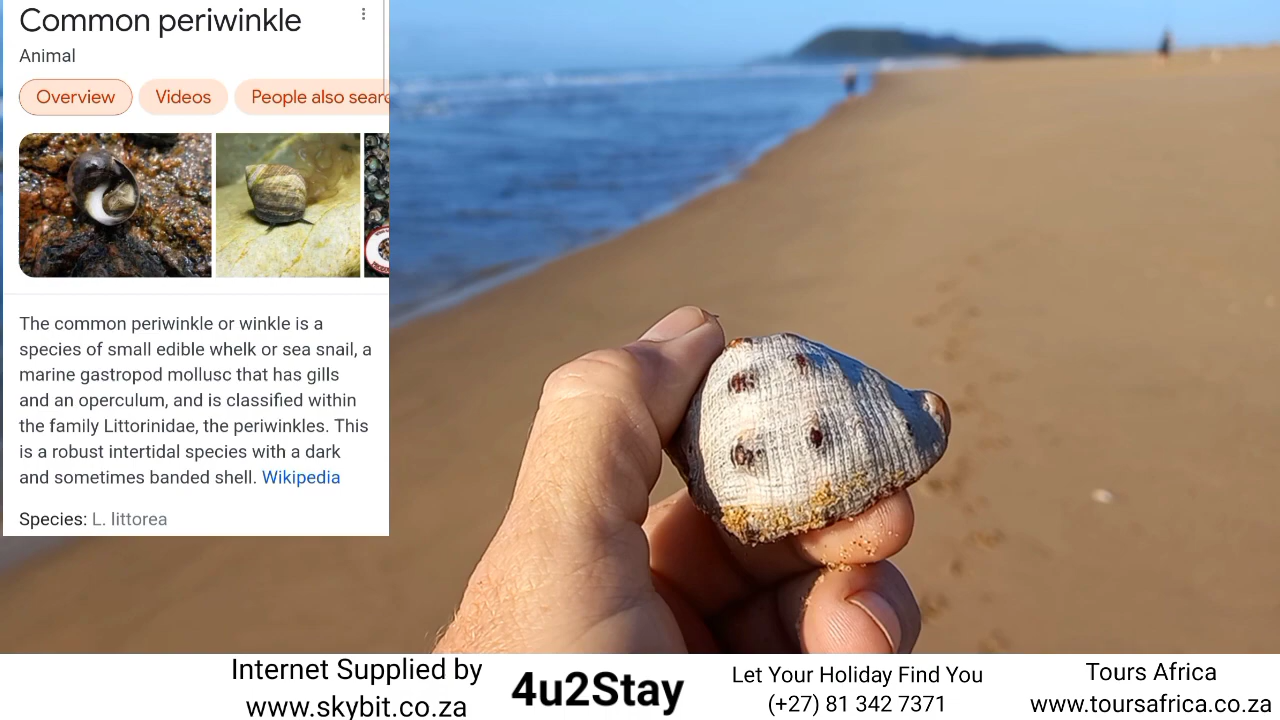 Common periwinkle
Animal
Overview
Videos
People also sear
The common periwinkle or winkle is a
species of small edible whelk or sea snail, a
marine gastropod mollusc that has gills
and an operculum, and is classified within
the family Littorinidae, the periwinkles. This
is a robust intertidal species with a dark
and sometimes banded shell. Wikipedia
Species: L. littorea
Internet Supplied by
www.skybit.co.za
4u2Stay
Let Your Holiday Find You
(+27) 81 342 7371
Tours Africa
www.toursafrica.co.za